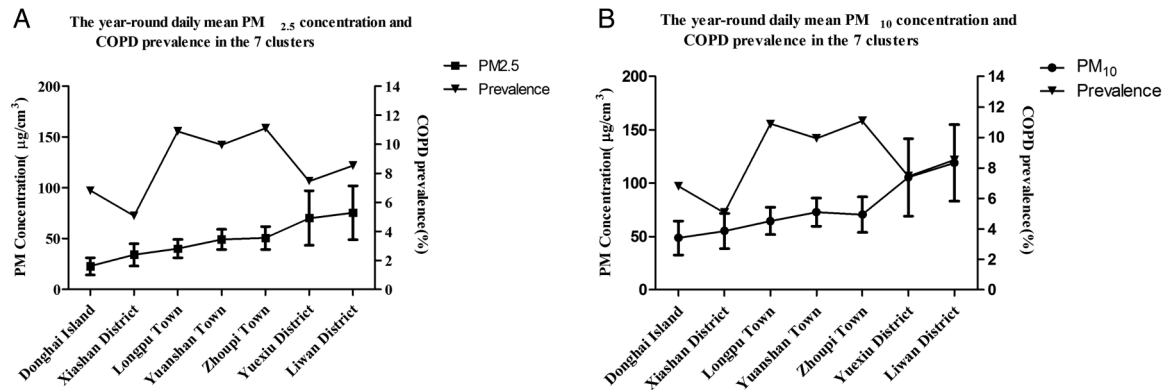 A
The year-round daily mean PM 2.5 concentration and
COPD prevalence in the 7 clusters
PM2.5
Prevalence
PM Concentration( μg/cm³)
200
150
100
50
0
14
12
10
8
6
4
2
0
COPD prevalence(%)
Donghai Island
Xiashan District
Longpu Town
Yuanshan Town
Zhoupi Town
Yuexiu District
Liwan District
B
The year-round daily mean PM 10 concentration and
COPD prevalence in the 7 clusters
PM₁₀
Prevalence
PM Concentration( μg/cm³)
200
150
100
50
0
14
12
10
8
6
4
2
0
COPD prevalence(%)
Donghai Island
Xiashan District
Longpu Town
Yuanshan Town
Zhoupi Town
Yuexiu District
Liwan District